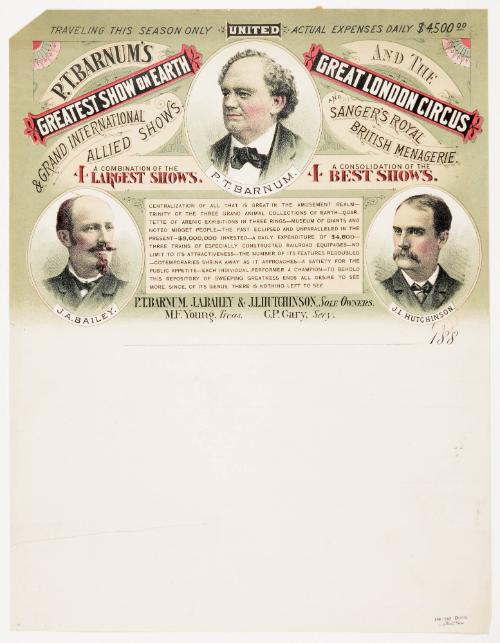 TRAVELING THIS SEASON ONLY UNITED ACTUAL EXPENSES DAILY $4500.00
P.T. BARNUM'S
GREATEST SHOW ON EARTH
& GRAND INTERNATIONAL
ALLIED SHOWS.
AND THE
GREAT LONDON CIRCUS
AND
SANGER'S ROYAL
BRITISH MENAGERIE.
P.T. BARNUM.
4 A COMBINATION OF THE
LARGEST SHOWS.
4 A CONSOLIDATION OF THE
BEST SHOWS.
CENTRALIZATION OF ALL THAT IS GREAT IN THE AMUSEMENT REALM—
TRINITY OF THE THREE GRAND ANIMAL COLLECTIONS OF EARTH—QUAR-
TETTE OF ARENIC EXHIBITIONS IN THREE RINGS—MUSEUM OF GIANTS AND
NOTED MIDGET PEOPLE—THE PAST ECLIPSED AND UNPARALLELED IN THE
PRESENT—$3,000,000 INVESTED—A DAILY EXPENDITURE OF $4,800—
THREE TRAINS OF ESPECIALLY CONSTRUCTED RAILROAD EQUIPAGES—NO
LIMIT TO ITS ATTRACTIVENESS—THE NUMBER OF ITS FEATURES REDOUBLED
—COTEMPORARIES SHRINK AWAY AS IT APPROACHES—A SATIETY FOR THE
PUBLIC APPETITE—EACH INDIVIDUAL PERFORMER A CHAMPION—TO BEHOLD
THIS REPOSITORY OF SWEEPING GREATNESS ENDS ALL DESIRE TO SEE
MORE, SINCE, OF ITS GENUS, THERE IS NOTHING LEFT TO SEE.
J.A. BAILEY.
J.L. HUTCHINSON.
P.T. BARNUM, J.A. BAILEY & J.L. HUTCHINSON, SOLE OWNERS.
M.F. Young, Treas. C.P. Cary, Secy.
188